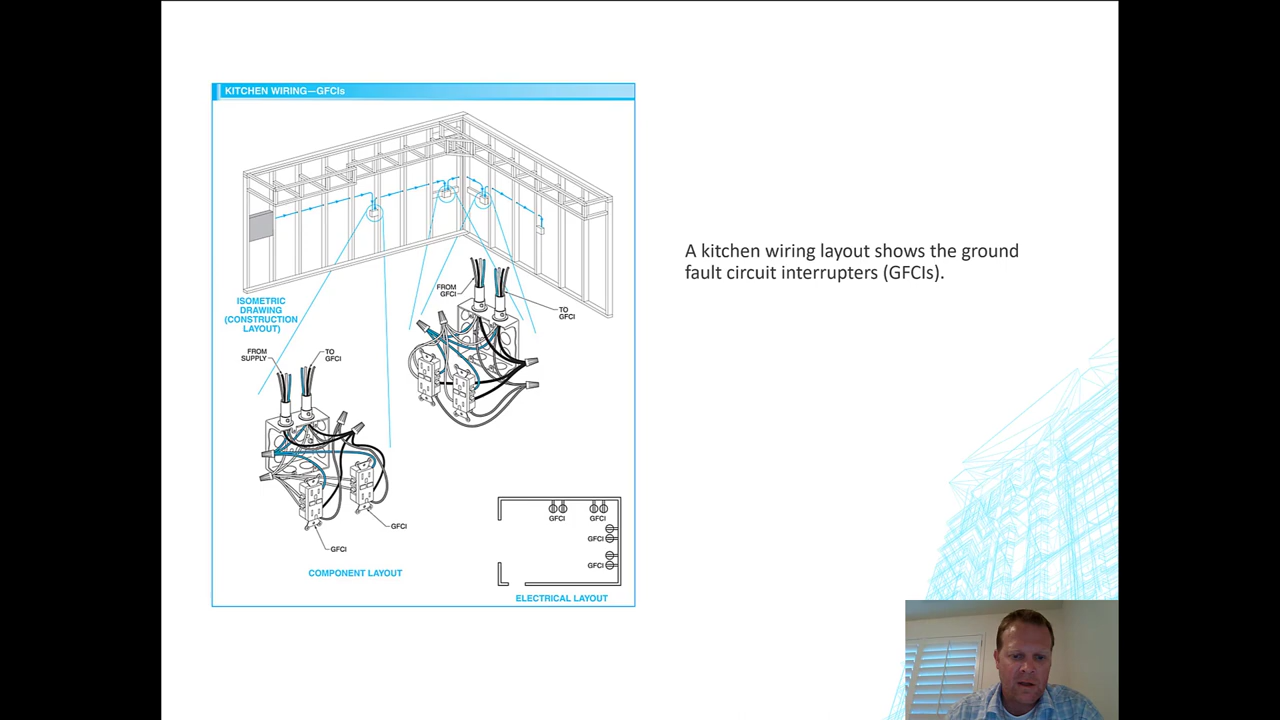 KITCHEN WIRING—GFCIs
ISOMETRIC
DRAWING
(CONSTRUCTION
LAYOUT)
FROM
GFCI
TO
GFCI
FROM
SUPPLY
TO
GFCI
GFCI
GFCI
COMPONENT LAYOUT
GFCI
GFCI
GFCI
GFCI
ELECTRICAL LAYOUT
A kitchen wiring layout shows the ground
fault circuit interrupters (GFCIs).